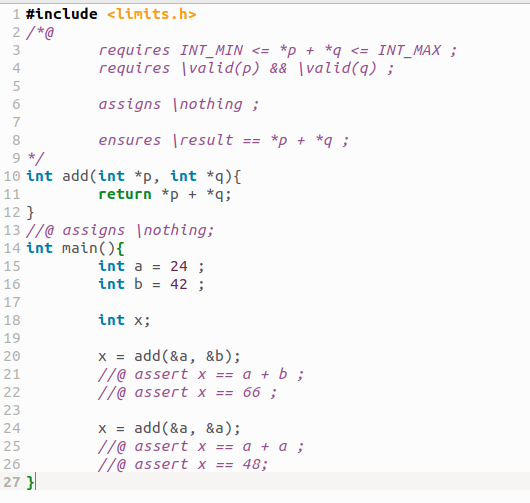 1 #include <limits.h>
2 /*@
3         requires INT_MIN <= *p + *q <= INT_MAX ;
4         requires \valid(p) && \valid(q) ;
5
6         assigns \nothing ;
7
8         ensures \result == *p + *q ;
9 */
10 int add(int *p, int *q){
11         return *p + *q;
12 }
13 //@ assigns \nothing;
14 int main(){
15         int a = 24 ;
16         int b = 42 ;
17
18         int x;
19
20         x = add(&a, &b);
21         //@ assert x == a + b ;
22         //@ assert x == 66 ;
23
24         x = add(&a, &a);
25         //@ assert x == a + a ;
26         //@ assert x == 48;
27 }